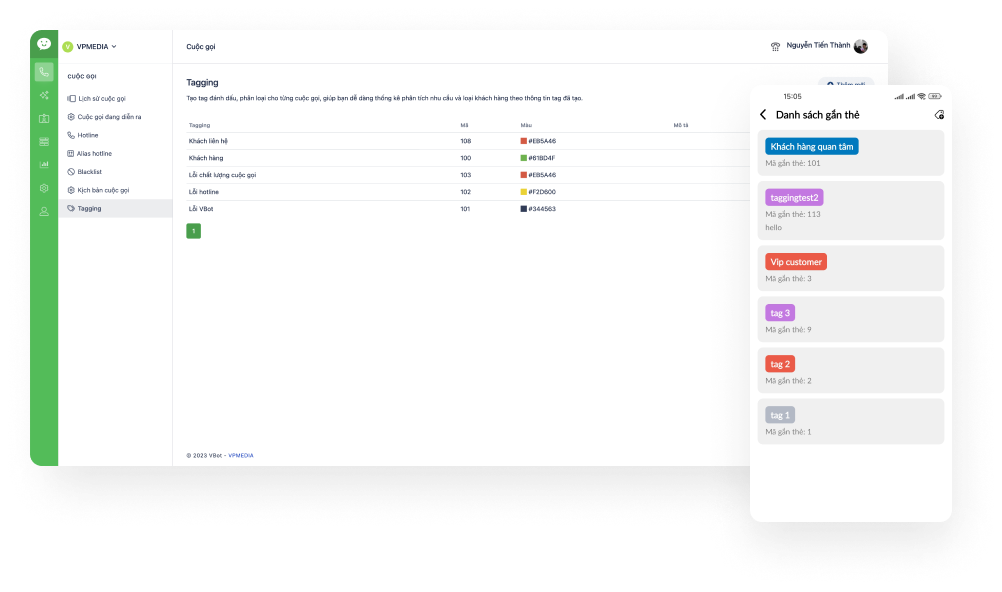 V VPMEDIA
CUỘC GỌI
Lịch sử cuộc gọi
Cuộc gọi đang diễn ra
Hotline
Alias hotline
Blacklist
Kịch bản cuộc gọi
Tagging
Cuộc gọi
Nguyễn Tiến Thành
Tagging
Thêm mới
Tạo tag đánh dấu, phân loại cho từng cuộc gọi, giúp bạn dễ dàng thống kê phân tích nhu cầu và loại khách hàng theo thông tin tag đã tạo.
Tagging Mã Màu Mô tả
Khách liên hệ 108 #EB5A46
Khách hàng 100 #61BD4F
Lỗi chất lượng cuộc gọi 103 #EB5A46
Lỗi hotline 102 #F2D600
Lỗi VBot 101 #344563
1
© 2023 VBot - VPMEDIA
15:05
Danh sách gắn thẻ
Khách hàng quan tâm
Mã gắn thẻ: 101
taggingtest2
Mã gắn thẻ: 113
hello
Vip customer
Mã gắn thẻ: 3
tag 3
Mã gắn thẻ: 9
tag 2
Mã gắn thẻ: 2
tag 1
Mã gắn thẻ: 1